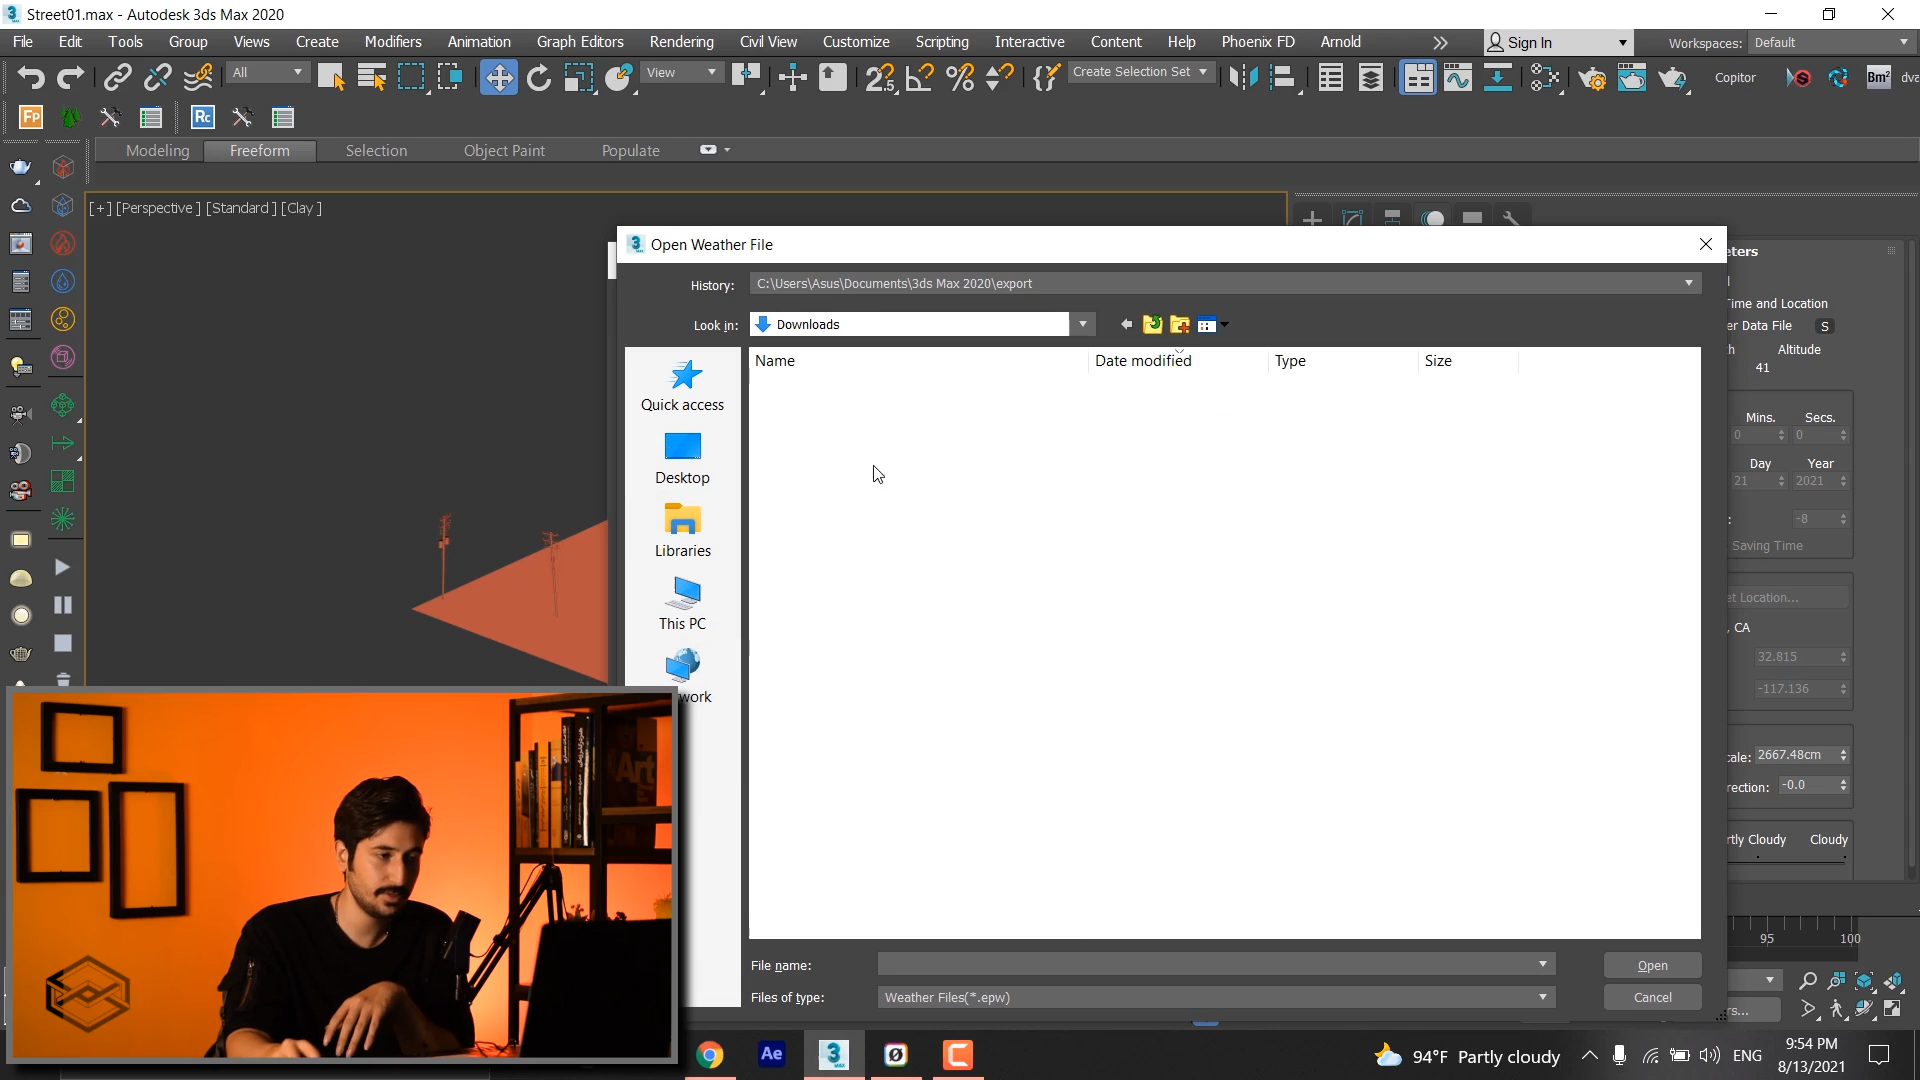 Street01.max - Autodesk 3ds Max 2020
File Edit Tools Group Views Create Modifiers Animation Graph Editors Rendering Civil View Customize Scripting Interactive Content Help Phoenix FD Arnold
Sign In
Workspaces: Default
All
View
Create Selection Set
Copitor
Bm²
Fp
Rc
Modeling Freeform Selection Object Paint Populate
[+] [Perspective ] [Standard ] [Clay ]
Open Weather File
History: C:\Users\Asus\Documents\3ds Max 2020\export
Look in: Downloads
Name Date modified Type Size
Quick access
Desktop
Libraries
This PC
work
File name:
Open
Files of type: Weather Files(*.epw)
Cancel
eters
ime and Location
er Data File S
h Altitude
41
Mins. Secs.
0 0
Day Year
21 2021
: -8
Saving Time
et Location...
, CA
32.815
-117.136
cale: 2667.48cm
rection: -0.0
rtly Cloudy Cloudy
95 100
Art
Ae
94°F Partly cloudy
ENG
9:54 PM
8/13/2021